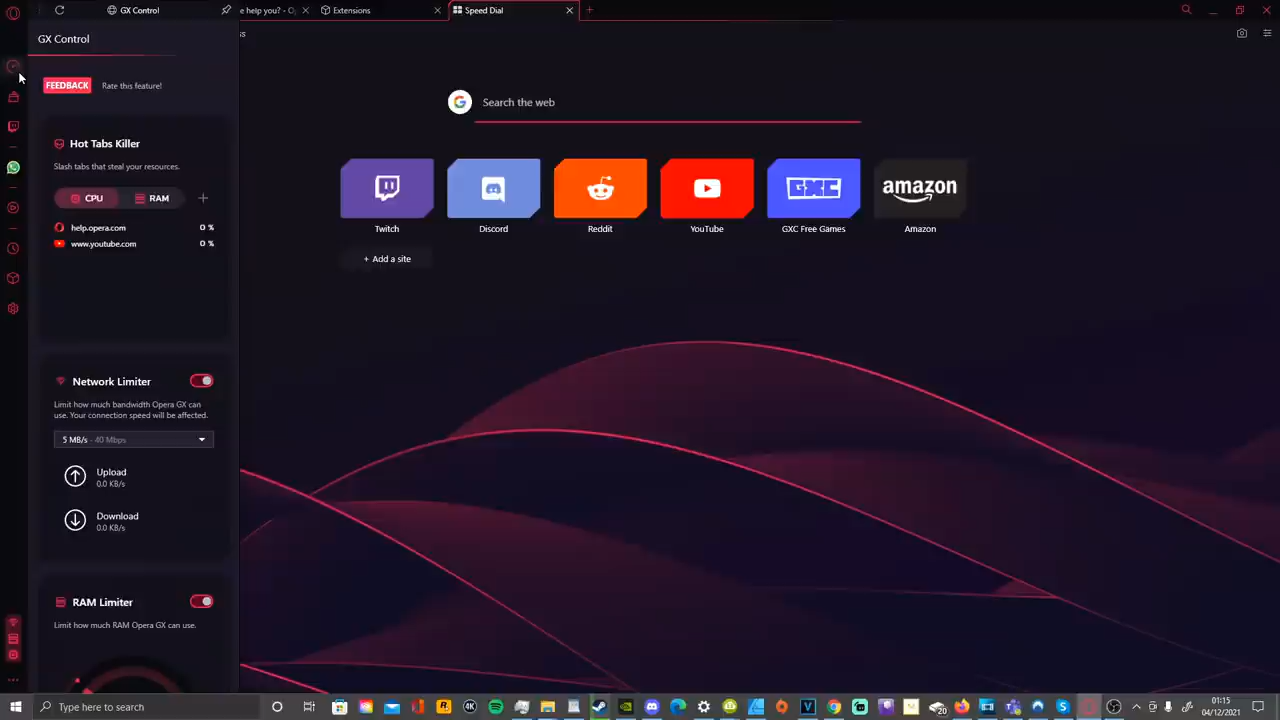 GX Control
e help you? - O
Extensions
Speed Dial
ss
GX Control
FEEDBACK Rate this feature!
Hot Tabs Killer
Slash tabs that steal your resources.
CPU RAM
help.opera.com 0 %
www.youtube.com 0 %
Network Limiter
Limit how much bandwidth Opera GX can
use. Your connection speed will be affected.
5 MB/s - 40 Mbps
Upload
0.0 KB/s
Download
0.0 KB/s
RAM Limiter
Limit how much RAM Opera GX can use.
Search the web
GXC
amazon
Twitch
Discord
Reddit
YouTube
GXC Free Games
Amazon
+ Add a site
Type here to search
4K
20
01:15
04/12/2021